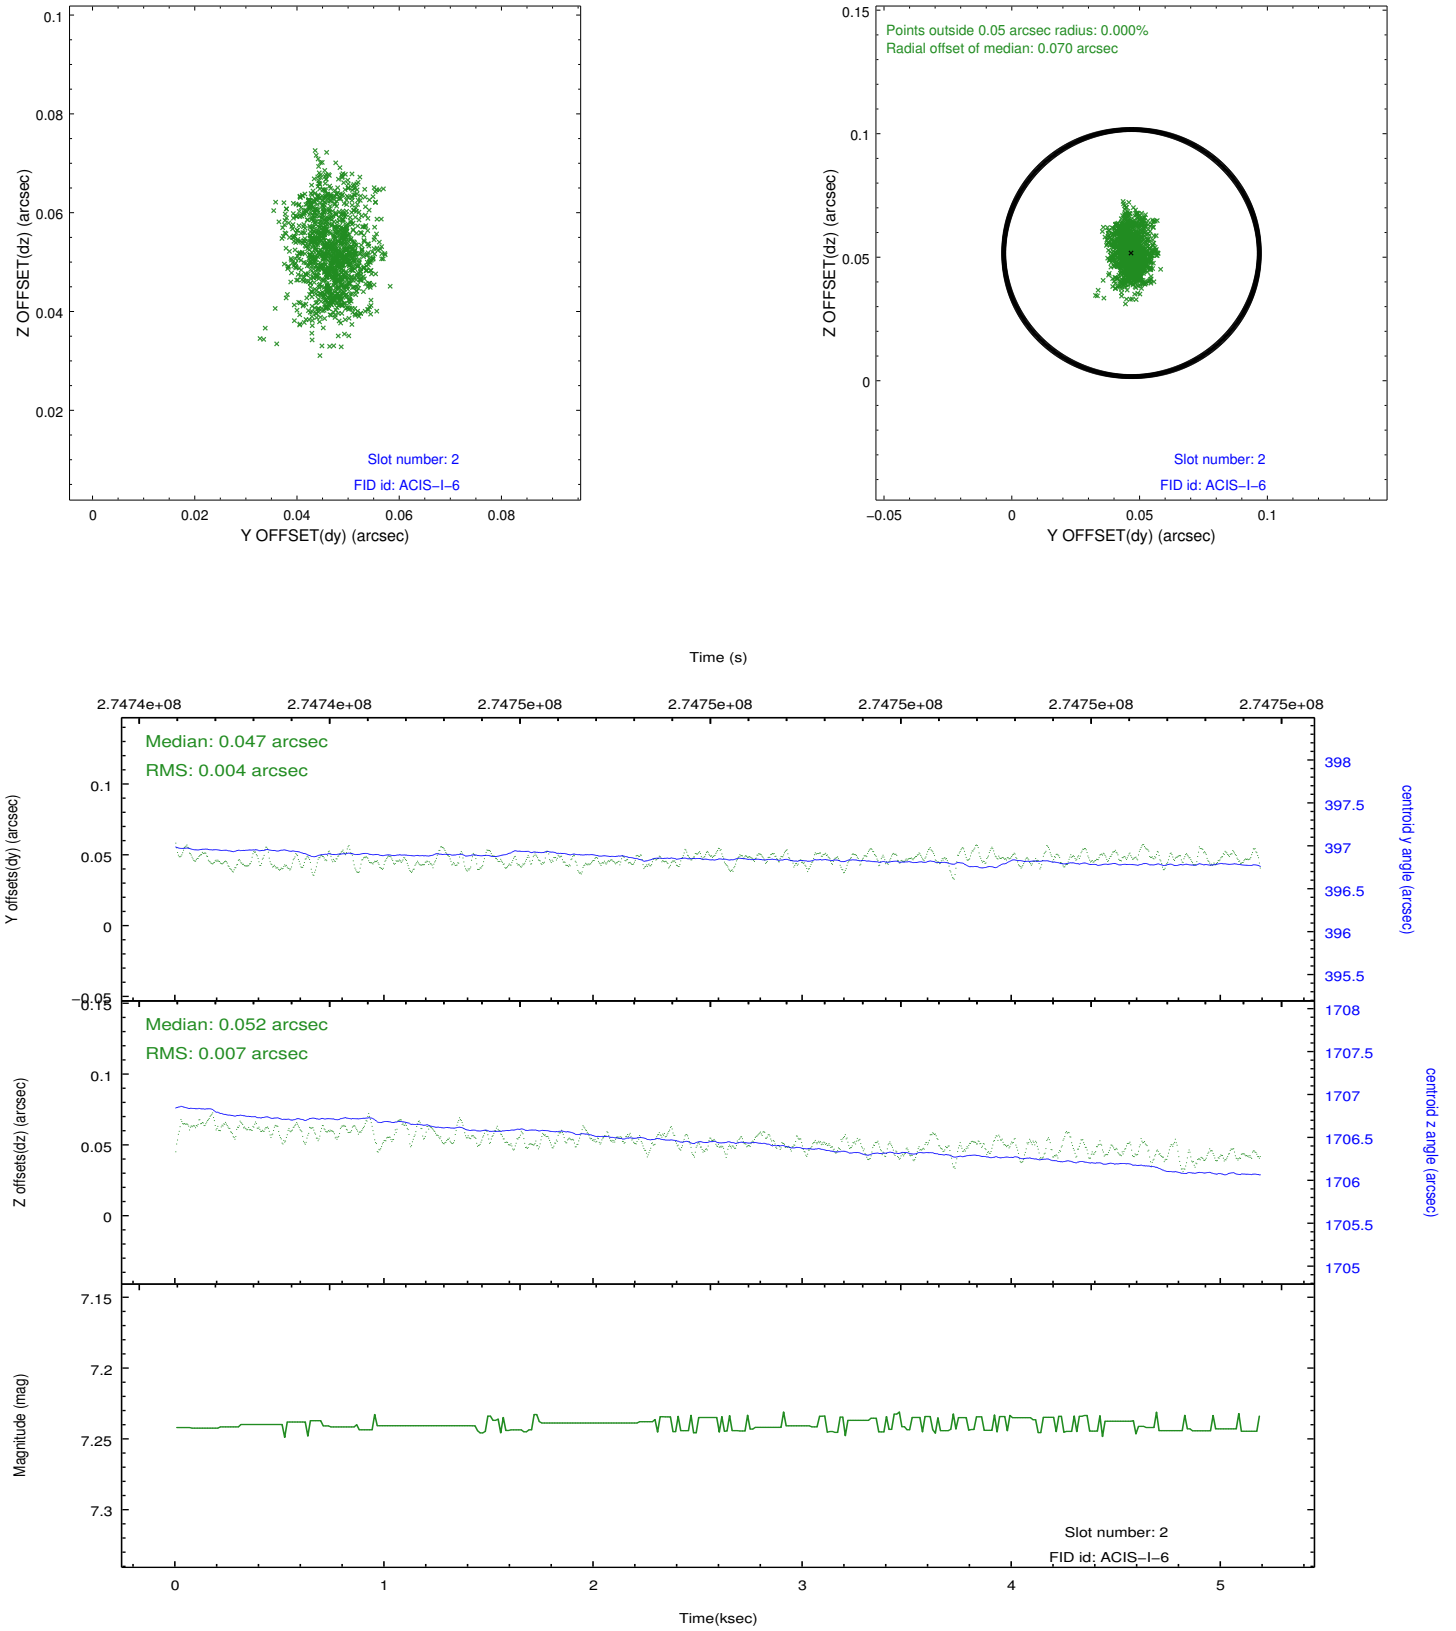 0.1
0.08
0.06
0.04
0.02
Z OFFSET(dz) (arcsec)
Slot number: 2
FID id: ACIS−I−6
0 0.02 0.04 0.06 0.08
Y OFFSET(dy) (arcsec)
Points outside 0.05 arcsec radius: 0.000%
Radial offset of median: 0.070 arcsec
0.15
0.1
0.05
0
Z OFFSET(dz) (arcsec)
Slot number: 2
FID id: ACIS−I−6
−0.05 0 0.05 0.1
Y OFFSET(dy) (arcsec)
Time (s)
2.7474e+08 2.7474e+08 2.7475e+08 2.7475e+08 2.7475e+08 2.7475e+08 2.7475e+08
Median: 0.047 arcsec
RMS: 0.004 arcsec
0.1
0.05
0
−0.05
Y offsets(dy) (arcsec)
398
397.5
397
396.5
396
395.5
centroid y angle (arcsec)
Median: 0.052 arcsec
RMS: 0.007 arcsec
0.15
0.1
0.05
0
Z offsets(dz) (arcsec)
1708
1707.5
1707
1706.5
1706
1705.5
1705
centroid z angle (arcsec)
7.15
7.2
7.25
7.3
Magnitude (mag)
Slot number: 2
FID id: ACIS−I−6
0 1 2 3 4 5
Time(ksec)